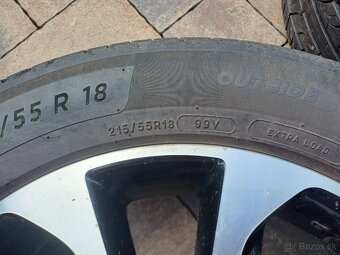 /55 R 18
OUTSIDE
215/55R18 99V
EXTRA LOAD
Bazos.sk